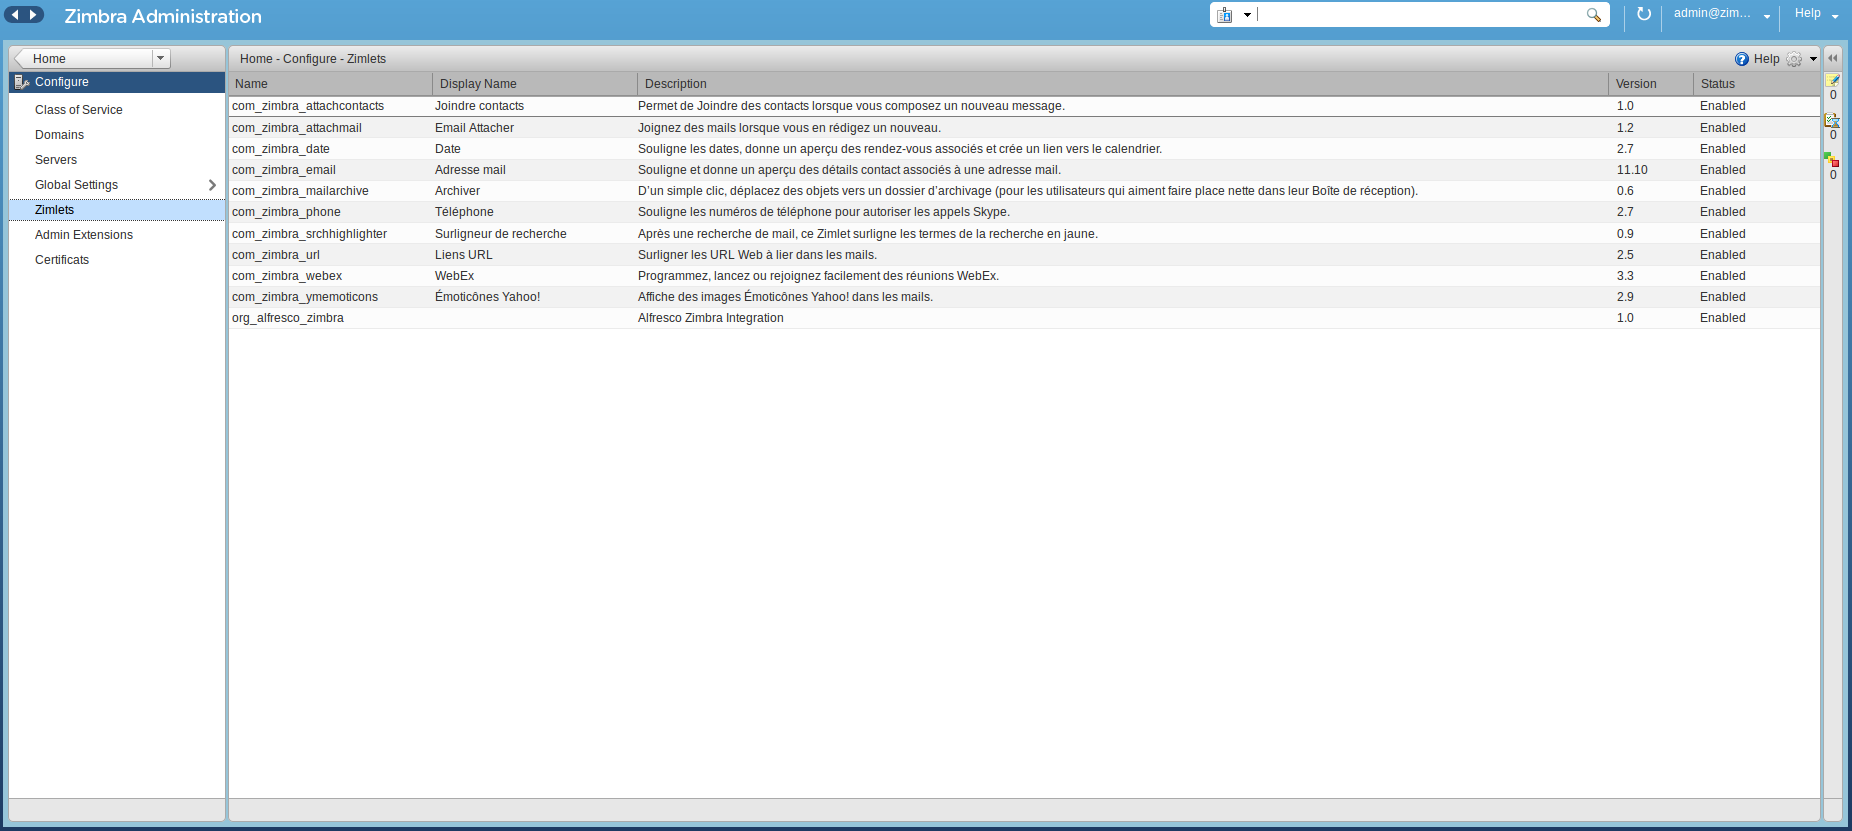 Zimbra Administration
admin@zim...
Help
Home
Home - Configure - Zimlets
Help
Configure
Class of Service
Domains
Servers
Global Settings
Zimlets
Admin Extensions
Certificats
Name Display Name Description Version Status
com_zimbra_attachcontacts Joindre contacts Permet de Joindre des contacts lorsque vous composez un nouveau message. 1.0 Enabled
com_zimbra_attachmail Email Attacher Joignez des mails lorsque vous en rédigez un nouveau. 1.2 Enabled
com_zimbra_date Date Souligne les dates, donne un aperçu des rendez-vous associés et crée un lien vers le calendrier. 2.7 Enabled
com_zimbra_email Adresse mail Souligne et donne un aperçu des détails contact associés à une adresse mail. 11.10 Enabled
com_zimbra_mailarchive Archiver D’un simple clic, déplacez des objets vers un dossier d’archivage (pour les utilisateurs qui aiment faire place nette dans leur Boîte de réception). 0.6 Enabled
com_zimbra_phone Téléphone Souligne les numéros de téléphone pour autoriser les appels Skype. 2.7 Enabled
com_zimbra_srchhighlighter Surligneur de recherche Après une recherche de mail, ce Zimlet surligne les termes de la recherche en jaune. 0.9 Enabled
com_zimbra_url Liens URL Surligner les URL Web à lier dans les mails. 2.5 Enabled
com_zimbra_webex WebEx Programmez, lancez ou rejoignez facilement des réunions WebEx. 3.3 Enabled
com_zimbra_ymemoticons Émoticônes Yahoo! Affiche des images Émoticônes Yahoo! dans les mails. 2.9 Enabled
org_alfresco_zimbra Alfresco Zimbra Integration 1.0 Enabled
0
0
0